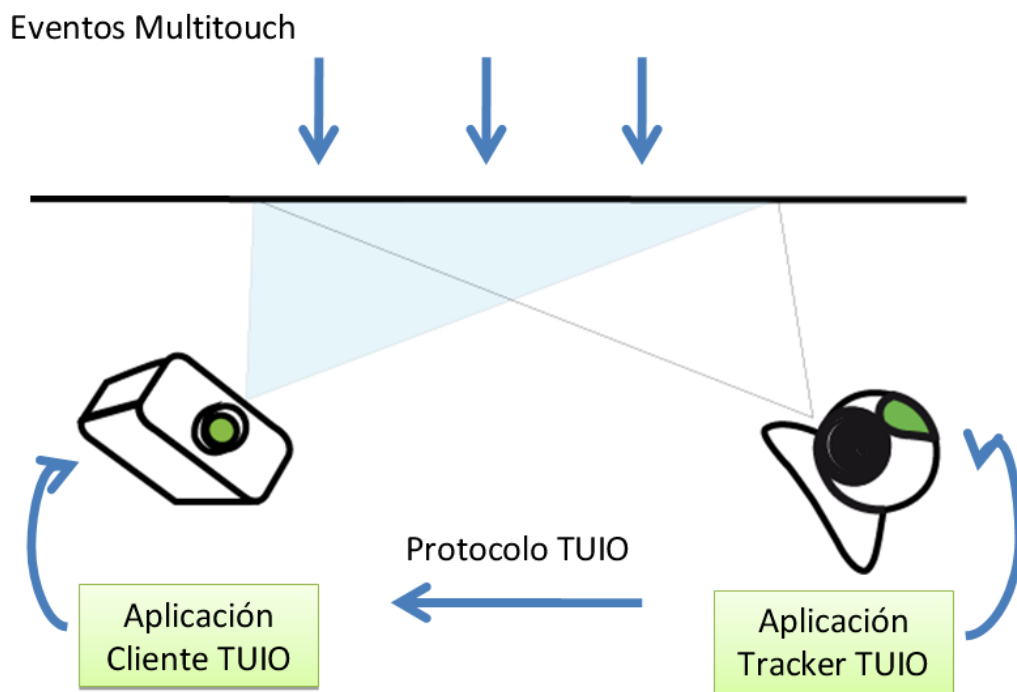 Eventos Multitouch
Protocolo TUIO
Aplicación
Cliente TUIO
Aplicación
Tracker TUIO